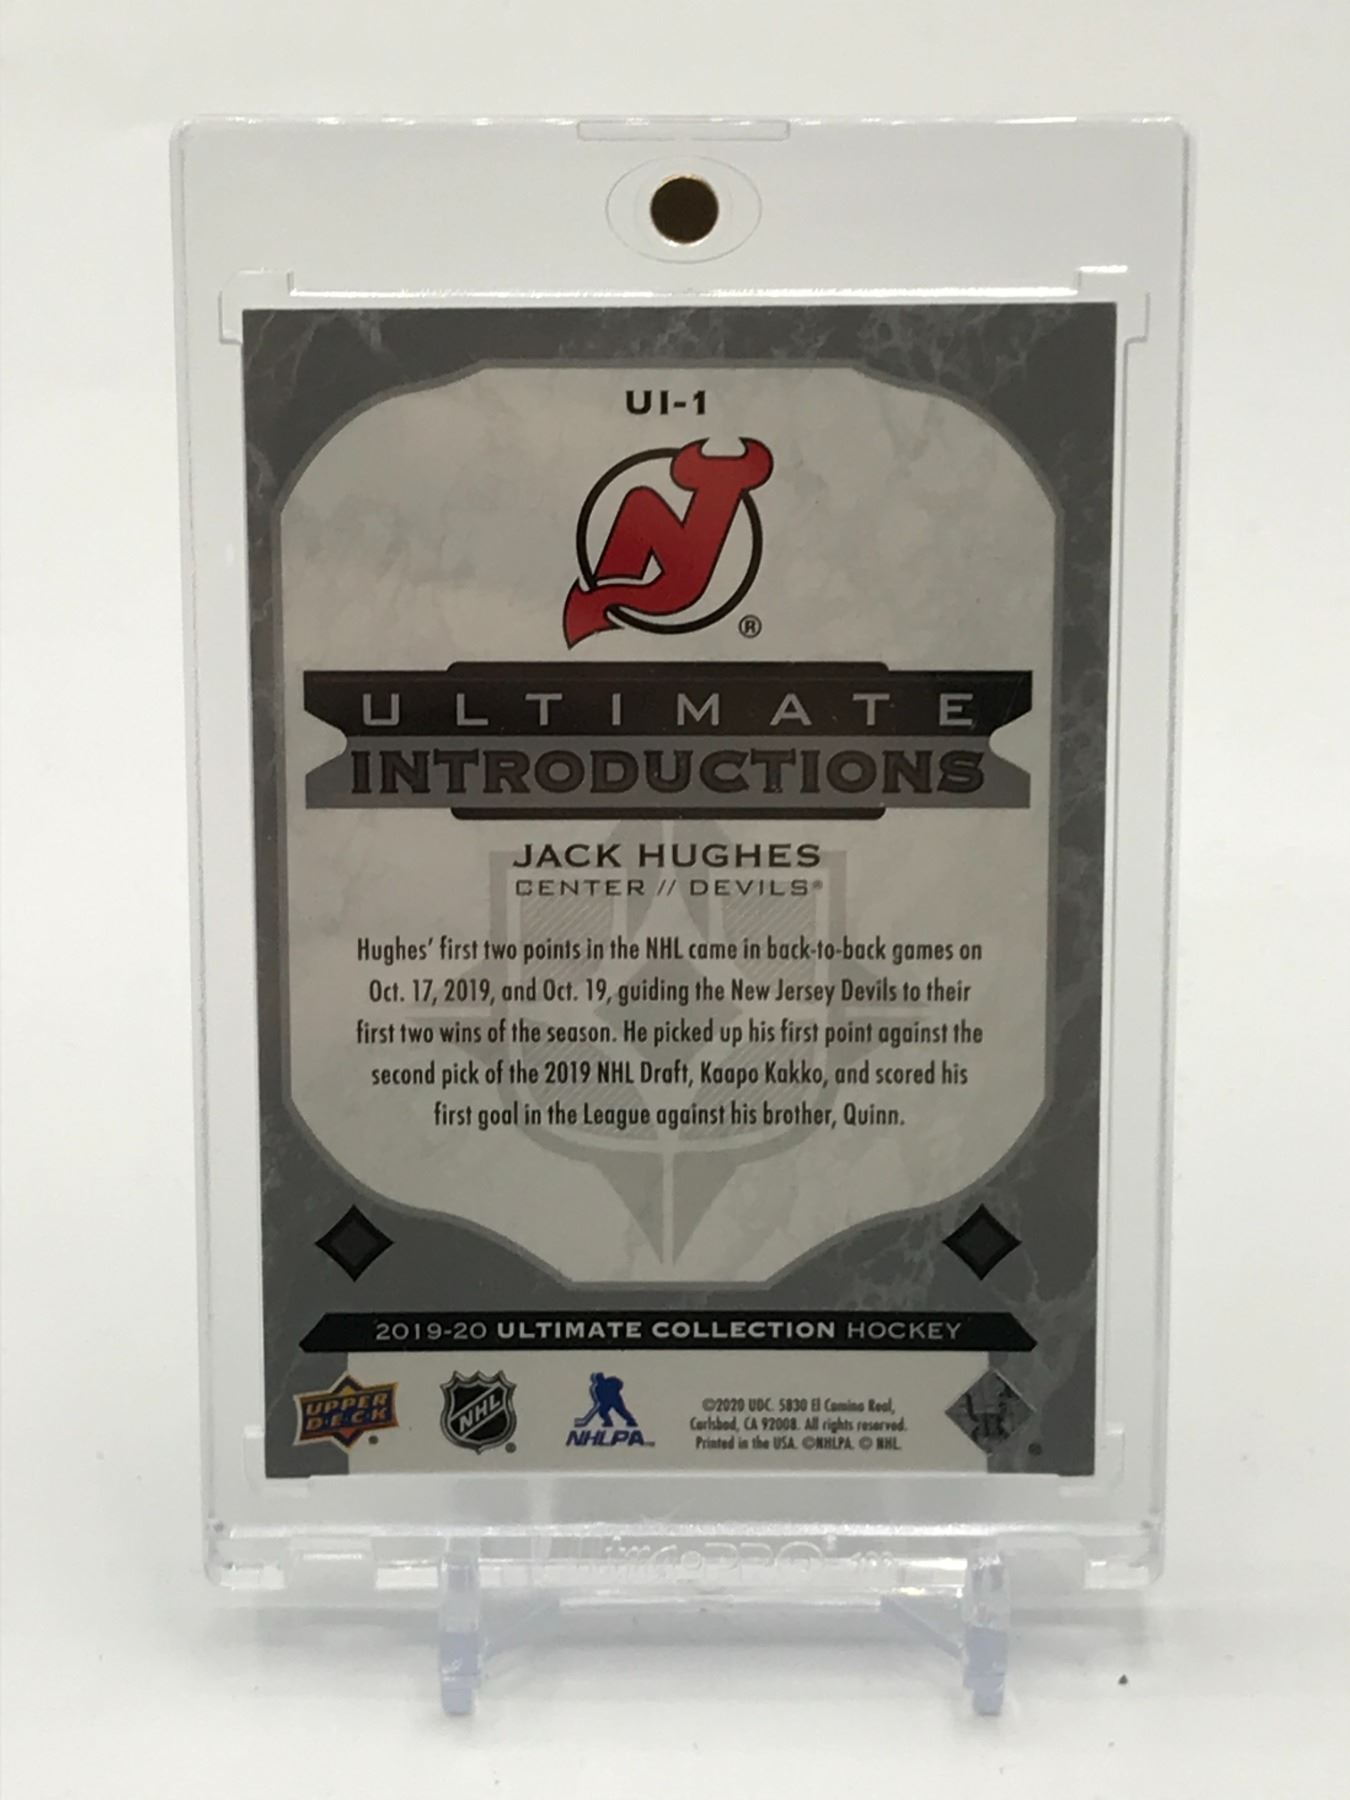 UI-1
®
ULTIMATE
INTRODUCTIONS
JACK HUGHES
CENTER // DEVILS®
Hughes' first two points in the NHL came in back-to-back games on
Oct. 17, 2019, and Oct. 19, guiding the New Jersey Devils to their
first two wins of the season. He picked up his first point against the
second pick of the 2019 NHL Draft, Kaapo Kakko, and scored his
first goal in the League against his brother, Quinn.
2019-20 ULTIMATE COLLECTION HOCKEY
UPPER
D·E·C·K
NHL
NHLPA
©2020 UDC. 5830 El Camino Real,
Carlsbad, CA 92008. All rights reserved.
Printed in the USA. ©NHLPA. © NHL.
Ultra·PRO